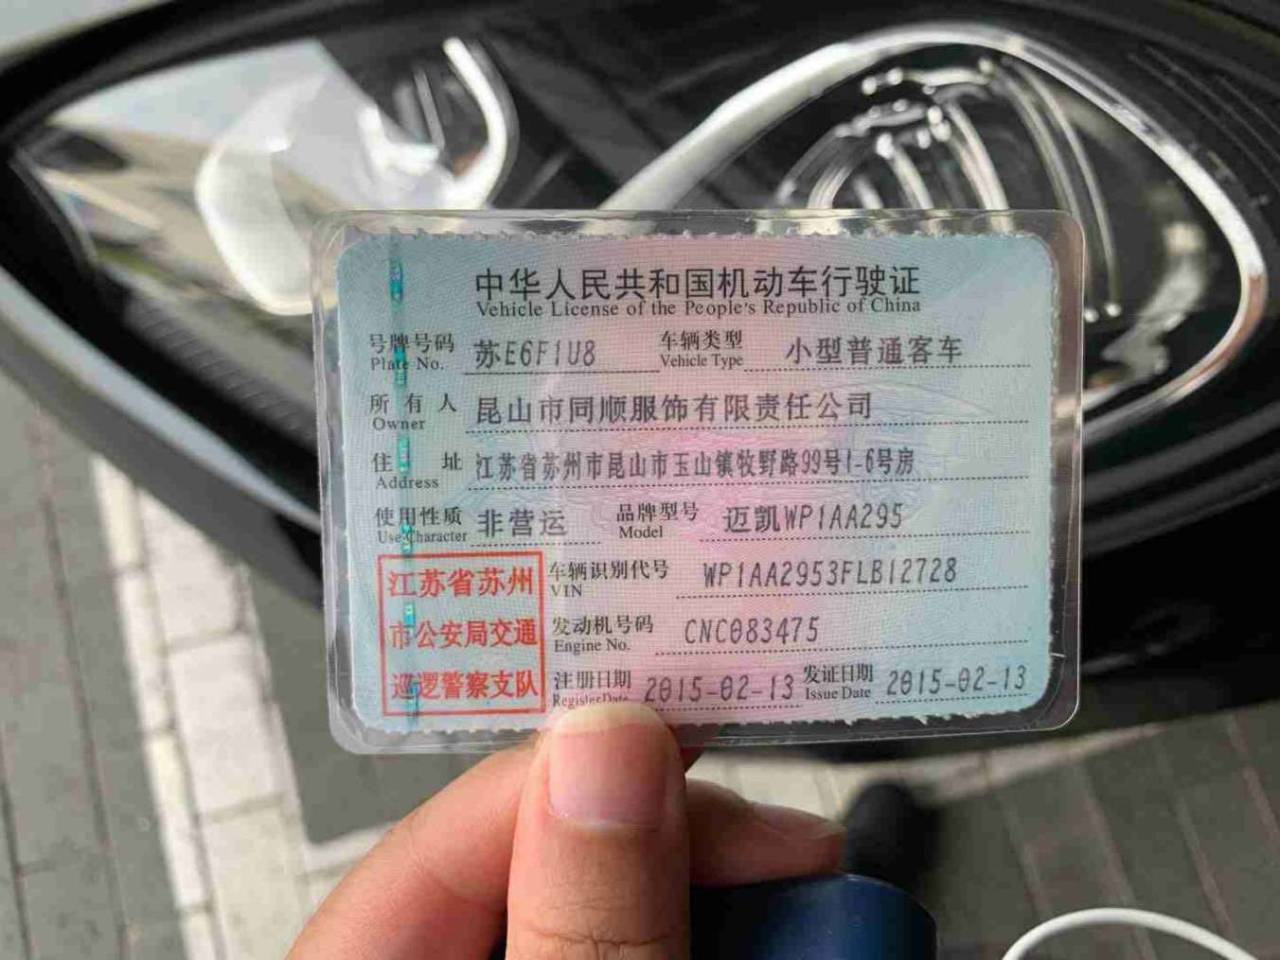 中华人民共和国机动车行驶证
Vehicle License of the People's Republic of China
号牌号码 苏E6F1U8 车辆类型 小型普通客车
Plate No. Vehicle Type
所有人 昆山市同顺服饰有限责任公司
Owner
住址 江苏省苏州市昆山市玉山镇牧野路99号1-6号房
Address
使用性质 非营运 品牌型号 迈凯WP1AA295
Use Character Model
江苏省苏州
市公安局交通
巡逻警察支队
车辆识别代号 WP1AA2953FLB12728
VIN
发动机号码 CNC083475
Engine No.
注册日期 2015-02-13 发证日期 2015-02-13
Register Date Issue Date